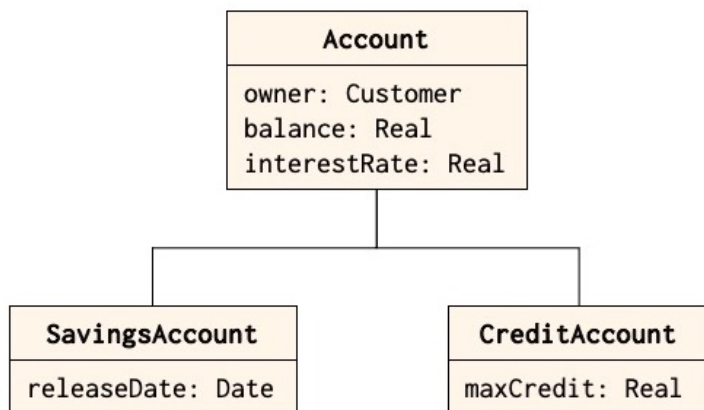 Account
owner: Customer
balance: Real
interestRate: Real
SavingsAccount
releaseDate: Date
CreditAccount
maxCredit: Real